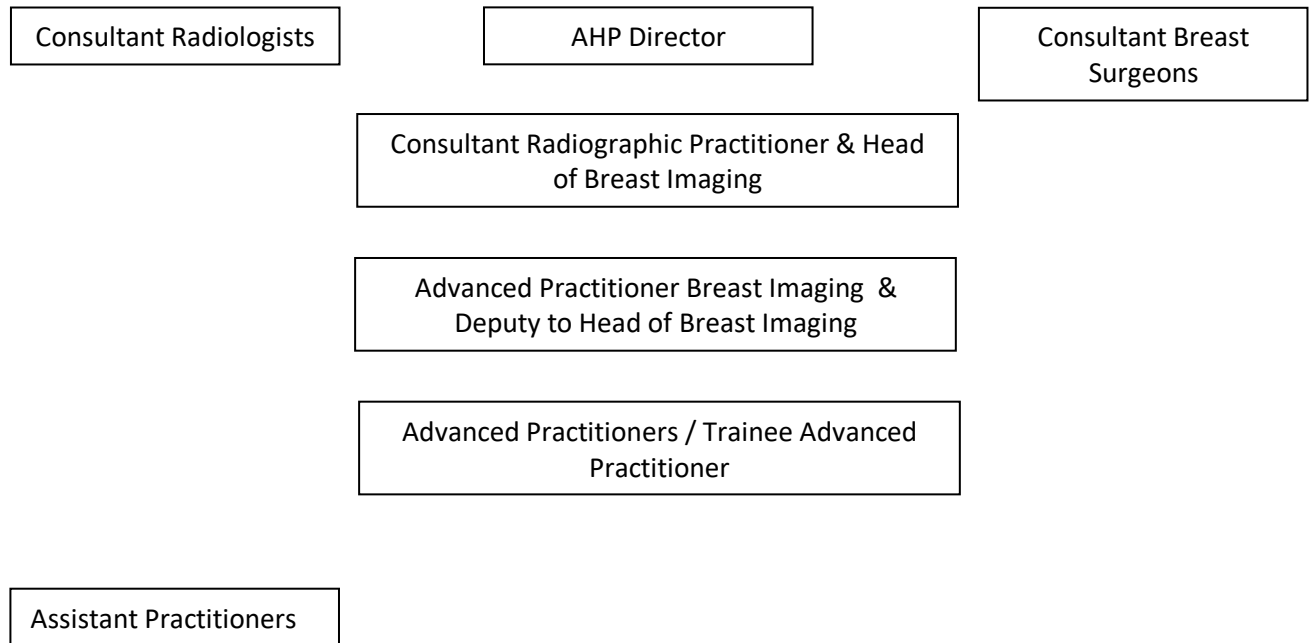 Consultant Radiologists
AHP Director
Consultant Breast
Surgeons
Consultant Radiographic Practitioner & Head
of Breast Imaging
Advanced Practitioner Breast Imaging  &
Deputy to Head of Breast Imaging
Advanced Practitioners / Trainee Advanced
Practitioner
Assistant Practitioners